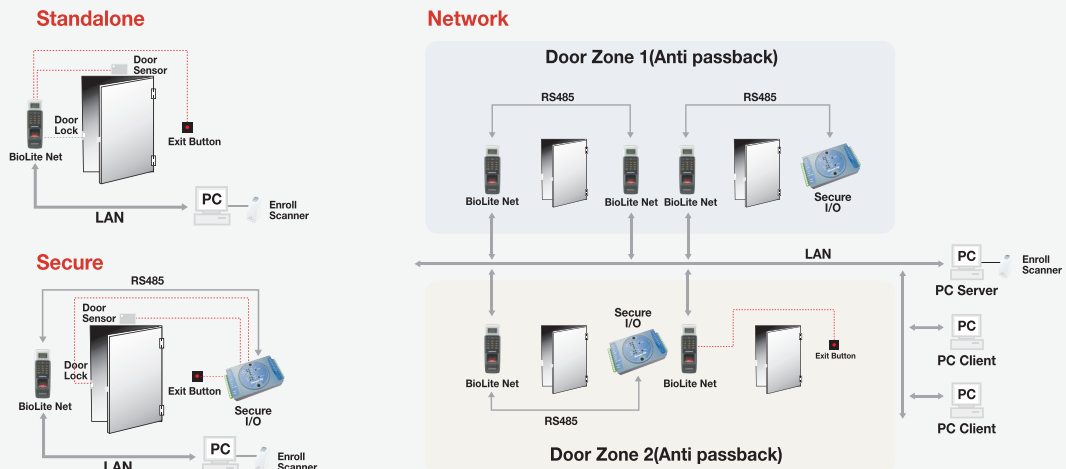 Standalone
Door
Sensor
Door
Lock
Exit Button
BioLite Net
LAN
PC
Enroll
Scanner
Secure
RS485
Door
Sensor
Door
Lock
Exit Button
BioLite Net
Secure
I/O
LAN
PC
Enroll
Scanner
Network
Door Zone 1(Anti passback)
RS485
RS485
BioLite Net
BioLite Net
BioLite Net
Secure
I/O
LAN
PC
Enroll
Scanner
PC Server
PC
PC Client
PC
PC Client
Secure
I/O
BioLite Net
BioLite Net
Exit Button
RS485
Door Zone 2(Anti passback)